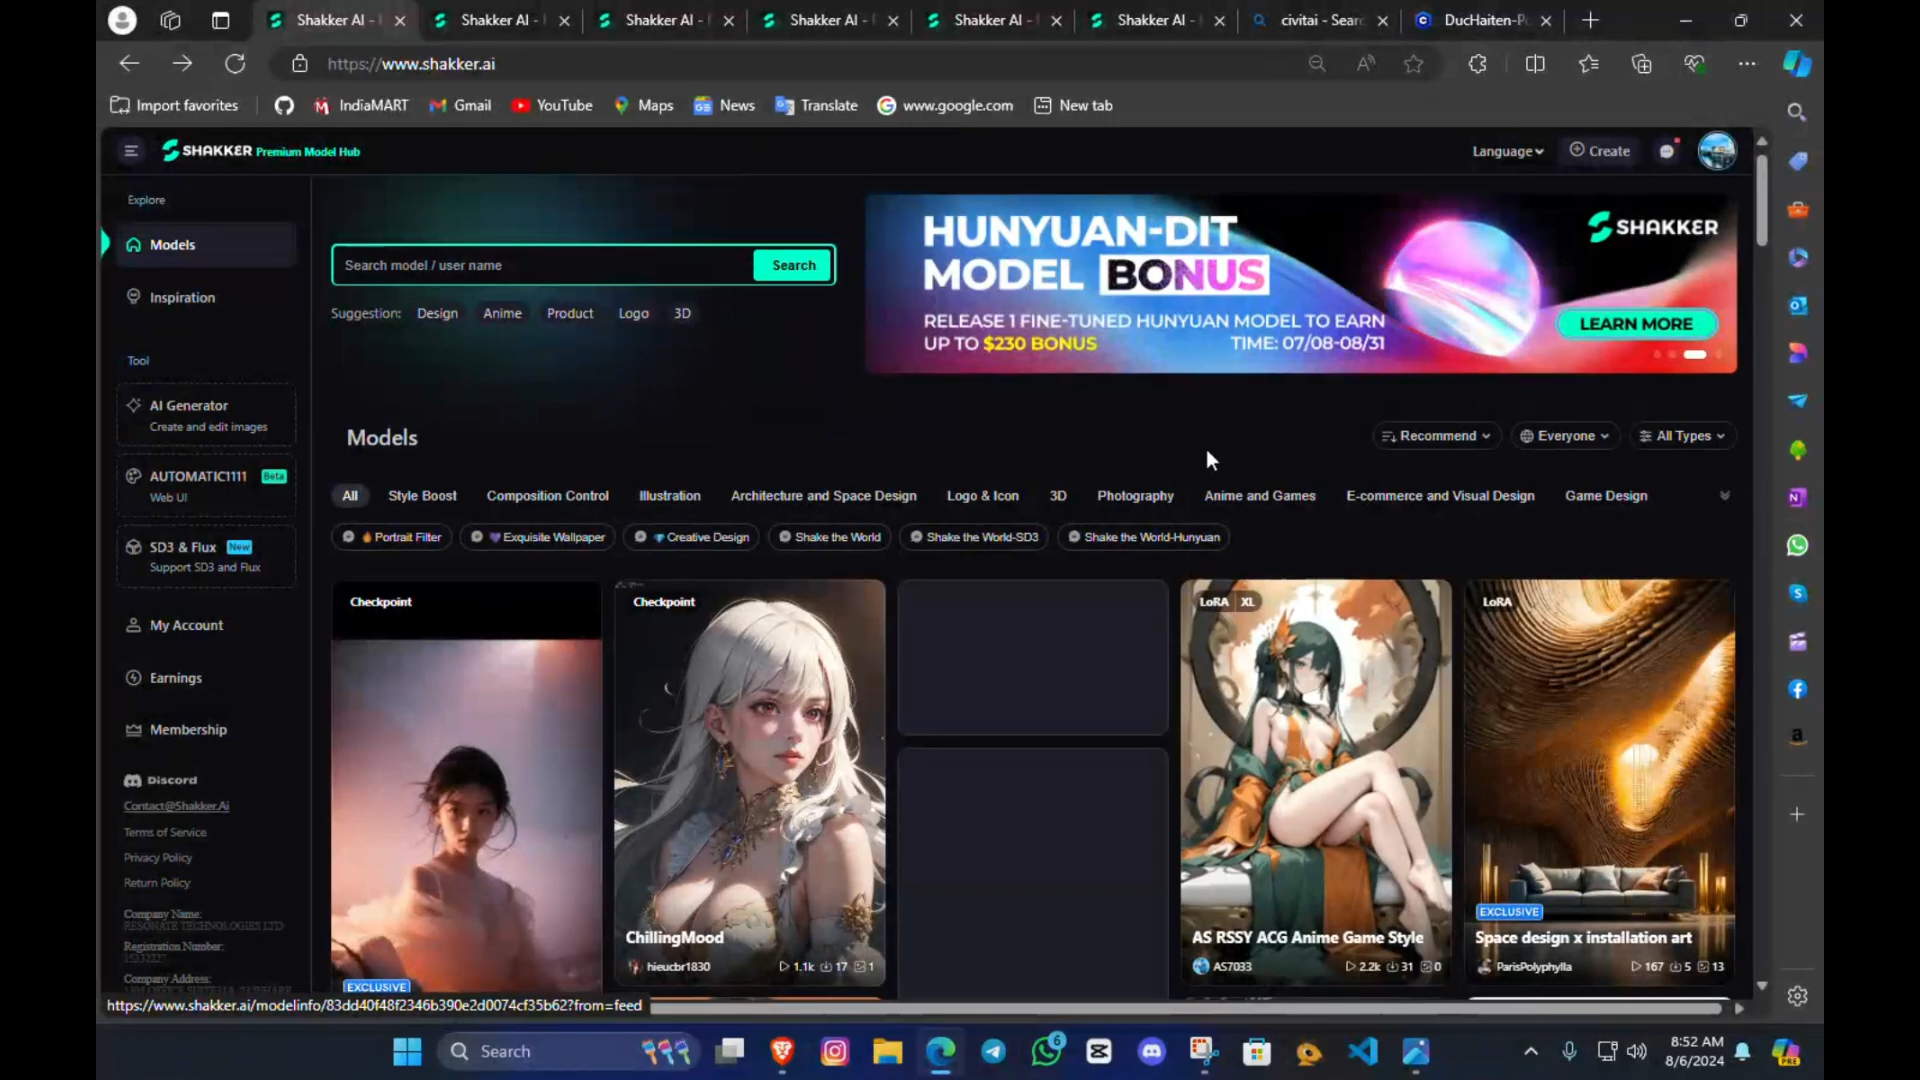 Shakker AI -
Shakker AI -
Shakker AI -
Shakker AI -
Shakker AI -
Shakker AI -
civitai - Sear
DucHaiten-P
https://www.shakker.ai
Import favorites
IndiaMART
Gmail
YouTube
Maps
News
Translate
www.google.com
New tab
SHAKKER Premium Model Hub
Language
Create
Explore
Models
Inspiration
Tool
AI Generator
Create and edit images
AUTOMATIC1111 Beta
Web UI
SD3 & Flux New
Support SD3 and Flux
My Account
Earnings
Membership
Discord
Contact@Shakker.Ai
Terms of Service
Privacy Policy
Return Policy
Company Name:
RESONATE TECHNOLOGIES LTD
Registration Number:
15332227
Company Address:
Search model / user name
Search
Suggestion: Design Anime Product Logo 3D
HUNYUAN-DIT
MODEL BONUS
RELEASE 1 FINE-TUNED HUNYUAN MODEL TO EARN
UP TO $230 BONUS TIME: 07/08-08/31
SHAKKER
LEARN MORE
Models
Recommend
Everyone
All Types
All Style Boost Composition Control Illustration Architecture and Space Design Logo & Icon 3D Photography Anime and Games E-commerce and Visual Design Game Design
Portrait Filter Exquisite Wallpaper Creative Design Shake the World Shake the World-SD3 Shake the World-Hunyuan
Checkpoint
EXCLUSIVE
Checkpoint
ChillingMood
hieucbr1830 1.1k 17 1
LoRA XL
AS RSSY ACG Anime Game Style
AS7033 2.2k 31 0
LoRA
EXCLUSIVE
Space design x installation art
ParisPolyphylla 167 5 13
https://www.shakker.ai/modelinfo/83dd40f48f2346b390e2d0074cf35b62?from=feed
Search
6
8:52 AM
8/6/2024
PRE